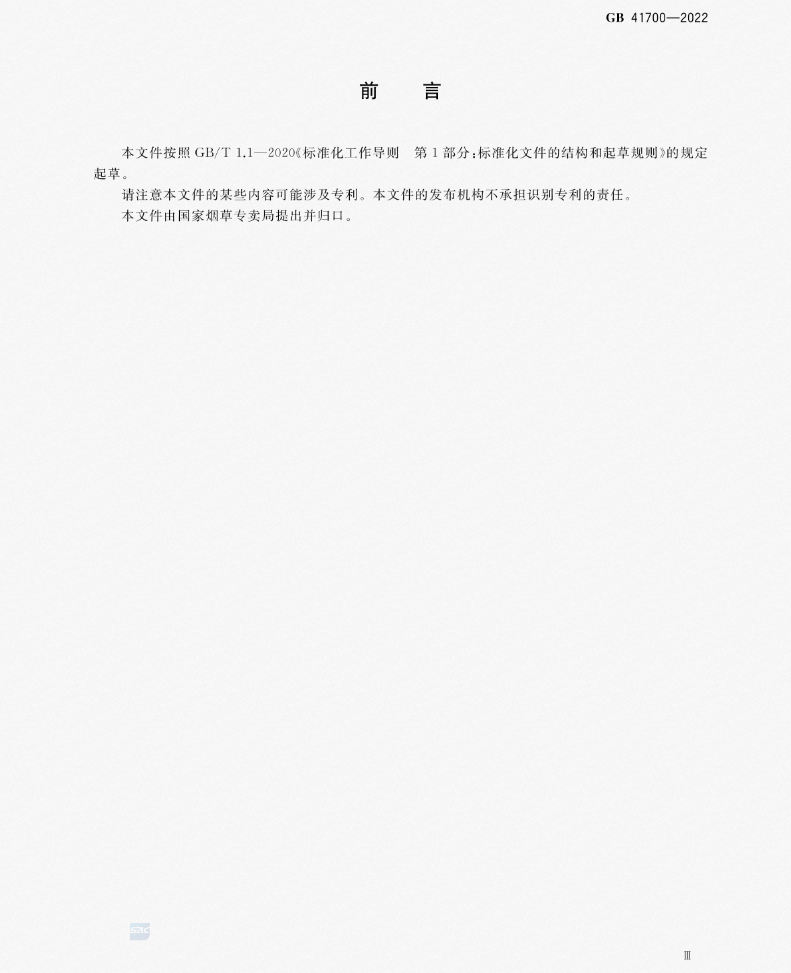 GB 41700—2022
前　　言
本文件按照 GB/T 1.1—2020《标准化工作导则　第 1 部分:标准化文件的结构和起草规则》的规定
起草。
请注意本文件的某些内容可能涉及专利。本文件的发布机构不承担识别专利的责任。
本文件由国家烟草专卖局提出并归口。
SAC
Ⅲ